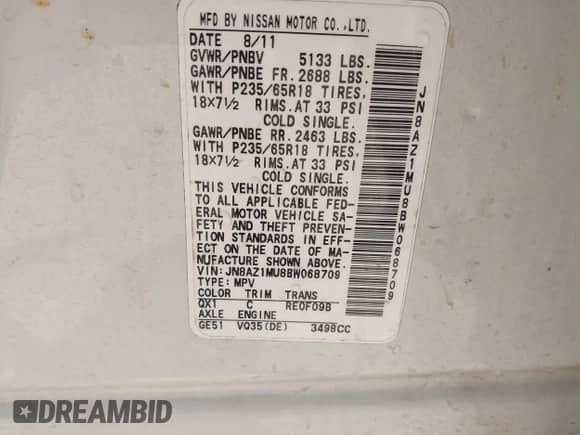 MFD BY NISSAN MOTOR CO.,LTD.
DATE 8/11
GVWR/PNBV 5133 LBS.
GAWR/PNBE FR. 2688 LBS.
WITH P235/65R18 TIRES,
18×7½ RIMS.AT 33 PSI
COLD SINGLE.
GAWR/PNBE RR. 2463 LBS.
WITH P235/65R18 TIRES,
18×7½ RIMS.AT 33 PSI
COLD SINGLE.
THIS VEHICLE CONFORMS
TO ALL APPLICABLE FED-
ERAL MOTOR VEHICLE SA-
FETY AND THEFT PREVEN-
TION STANDARDS IN EFF-
ECT ON THE DATE OF MA-
NUFACTURE SHOWN ABOVE.
VIN: JN8AZ1MU8BW068709
TYPE: MPV
COLOR TRIM TRANS
QX1 C RE0F09B
AXLE ENGINE
GE51 VQ35(DE) 3498CC
JN8AZ1MU8BW068709
DREAMBID